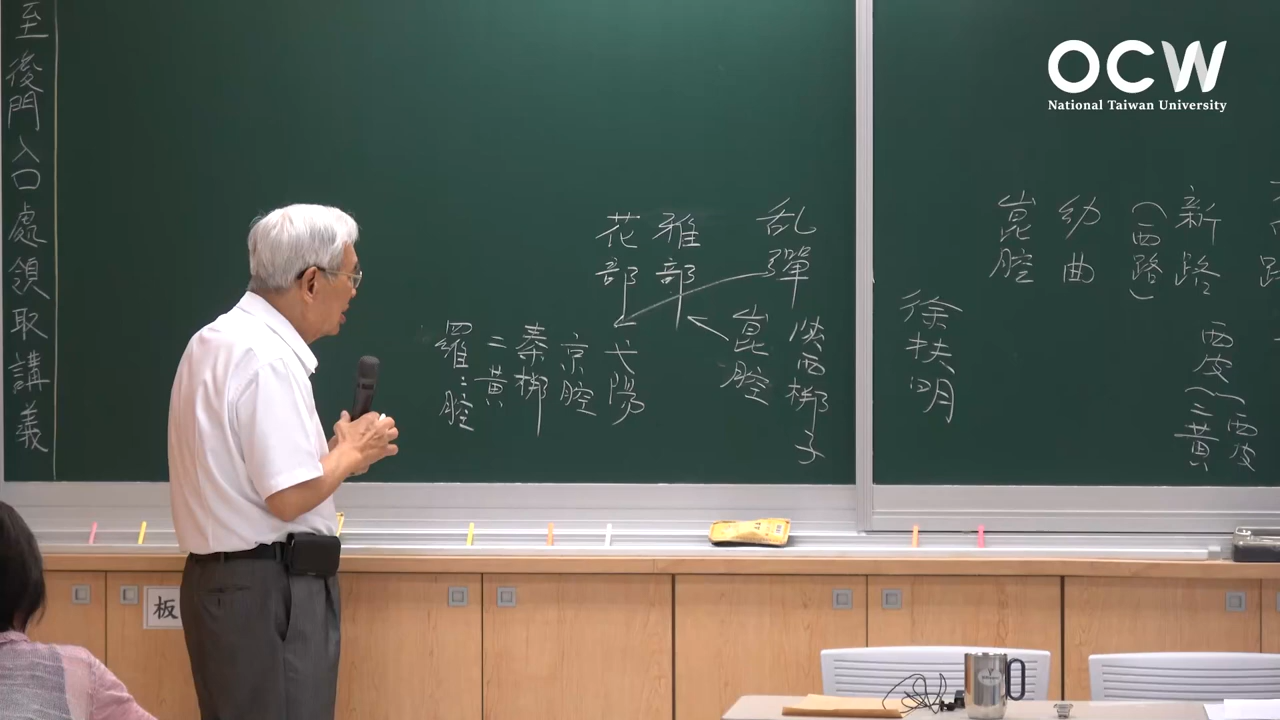 OCW
National Taiwan University
新路
(西路)
幼曲
崑腔
西皮(西皮
二黃
徐扶明
乱彈
陝西梆子
崑腔
雅部
花部
弋陽
京腔
秦梆
二黃
羅:腔
至後門入口處領取講義
板